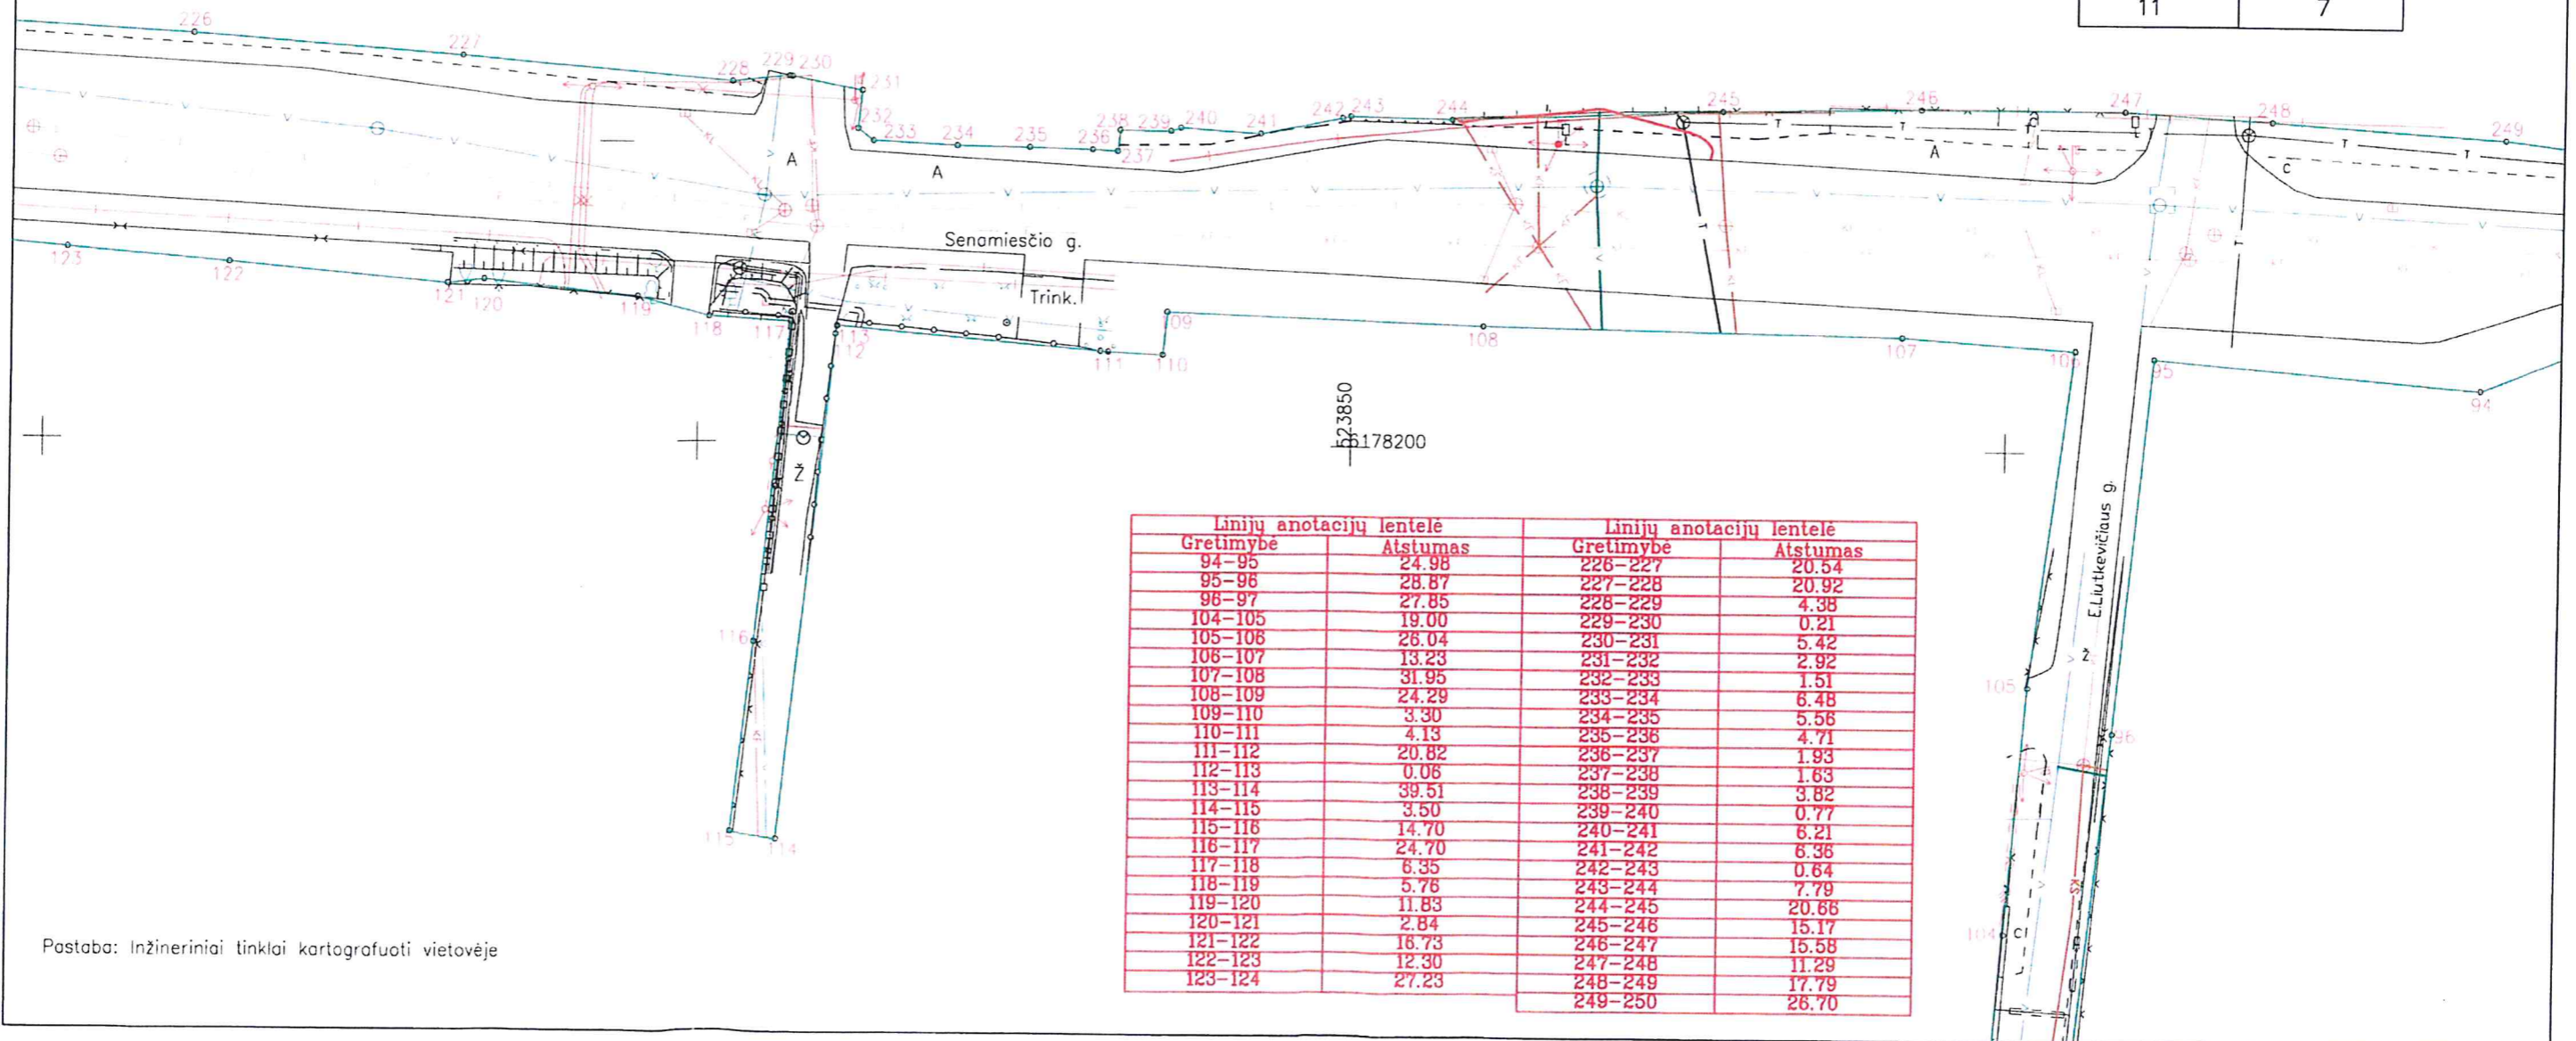 11 7
226
227
228
229 230
231
232
233
234
235
236
237
238
239
240
241
242
243
244
245
246
247
248
249
A
A
A
C
T T T T
Senamiesčio g.
Trink.
123
122
121
120
119
118
117
113
112
111
110
109
108
107
106
95
94
Ž
523850
6178200
E.Liutkevičiaus g.
Ž
116
115
114
105
96
104
C
KS
Linijų anotacijų lentelė Linijų anotacijų lentelė
Gretimybė Atstumas Gretimybė Atstumas
94-95 24.98 226-227 20.54
95-96 28.87 227-228 20.92
96-97 27.85 228-229 4.38
104-105 19.00 229-230 0.21
105-106 26.04 230-231 5.42
106-107 13.23 231-232 2.92
107-108 31.95 232-233 1.51
108-109 24.29 233-234 6.48
109-110 3.30 234-235 5.56
110-111 4.13 235-236 4.71
111-112 20.82 236-237 1.93
112-113 0.06 237-238 1.63
113-114 39.51 238-239 3.82
114-115 3.50 239-240 0.77
115-116 14.70 240-241 6.21
116-117 24.70 241-242 6.36
117-118 6.35 242-243 0.64
118-119 5.76 243-244 7.79
119-120 11.83 244-245 20.66
120-121 2.84 245-246 15.17
121-122 16.73 246-247 15.58
122-123 12.30 247-248 11.29
123-124 27.23 248-249 17.79
249-250 26.70
Pastaba: Inžineriniai tinklai kartografuoti vietovėje